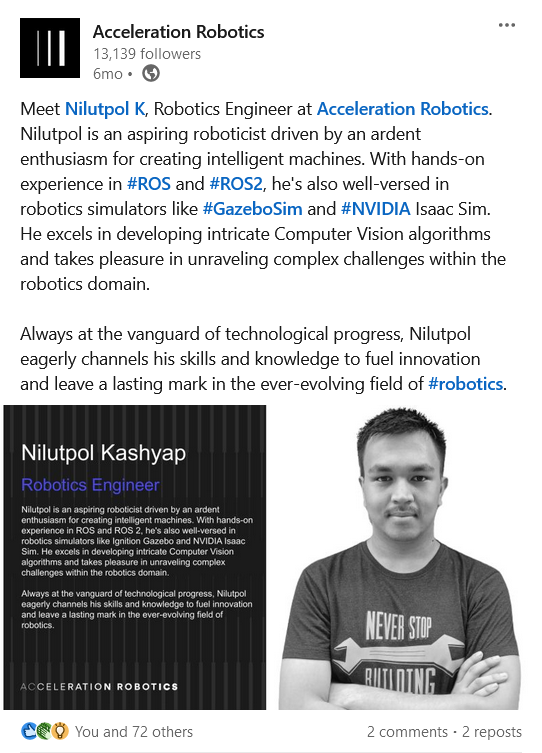 Acceleration Robotics
13,139 followers
6mo •
Meet Nilutpol K, Robotics Engineer at Acceleration Robotics.
Nilutpol is an aspiring roboticist driven by an ardent
enthusiasm for creating intelligent machines. With hands-on
experience in #ROS and #ROS2, he's also well-versed in
robotics simulators like #GazeboSim and #NVIDIA Isaac Sim.
He excels in developing intricate Computer Vision algorithms
and takes pleasure in unraveling complex challenges within the
robotics domain.
Always at the vanguard of technological progress, Nilutpol
eagerly channels his skills and knowledge to fuel innovation
and leave a lasting mark in the ever-evolving field of #robotics.
Nilutpol Kashyap
Robotics Engineer
Nilutpol is an aspiring roboticist driven by an ardent
enthusiasm for creating intelligent machines. With hands-on
experience in ROS and ROS 2, he's also well-versed in
robotics simulators like Ignition Gazebo and NVIDIA Isaac
Sim. He excels in developing intricate Computer Vision
algorithms and takes pleasure in unraveling complex
challenges within the robotics domain.
Always at the vanguard of technological progress, Nilutpol
eagerly channels his skills and knowledge to fuel innovation
and leave a lasting mark in the ever-evolving field of
robotics.
ACCELERATION ROBOTICS
NEVER STOP
BUILDING
You and 72 others
2 comments • 2 reposts